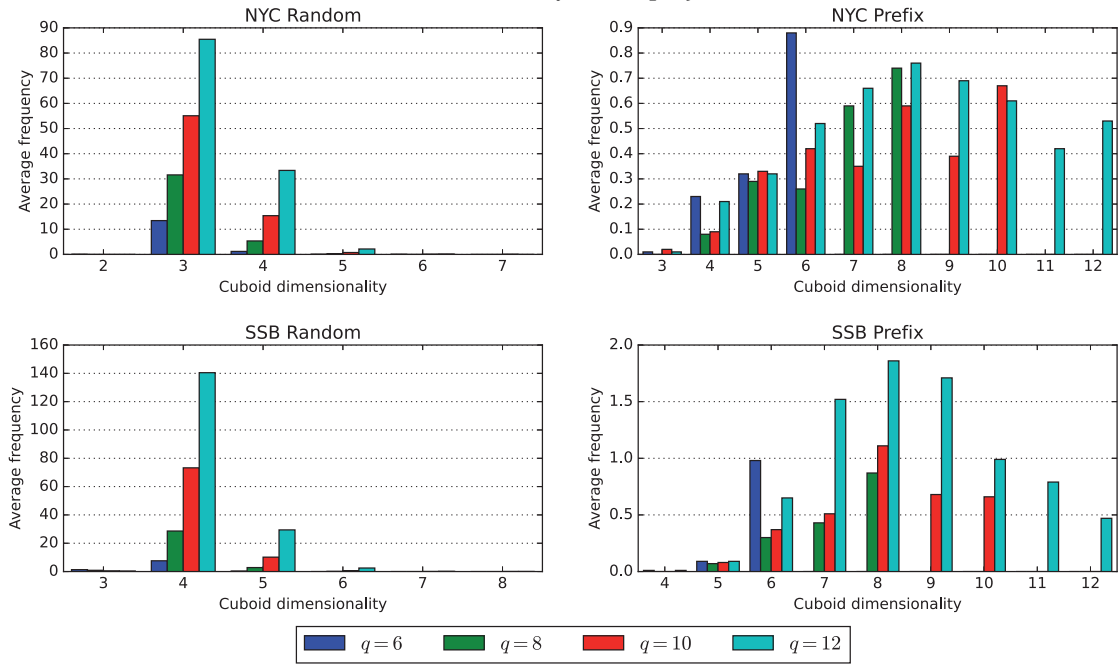 NYC Random
90
80
70
60
50
40
30
20
10
0
Average frequency
2 3 4 5 6 7
Cuboid dimensionality
NYC Prefix
0.9
0.8
0.7
0.6
0.5
0.4
0.3
0.2
0.1
0.0
Average frequency
3 4 5 6 7 8 9 10 11 12
Cuboid dimensionality
SSB Random
160
140
120
100
80
60
40
20
0
Average frequency
3 4 5 6 7 8
Cuboid dimensionality
SSB Prefix
2.0
1.5
1.0
0.5
0.0
Average frequency
4 5 6 7 8 9 10 11 12
Cuboid dimensionality
q = 6 q = 8 q = 10 q = 12